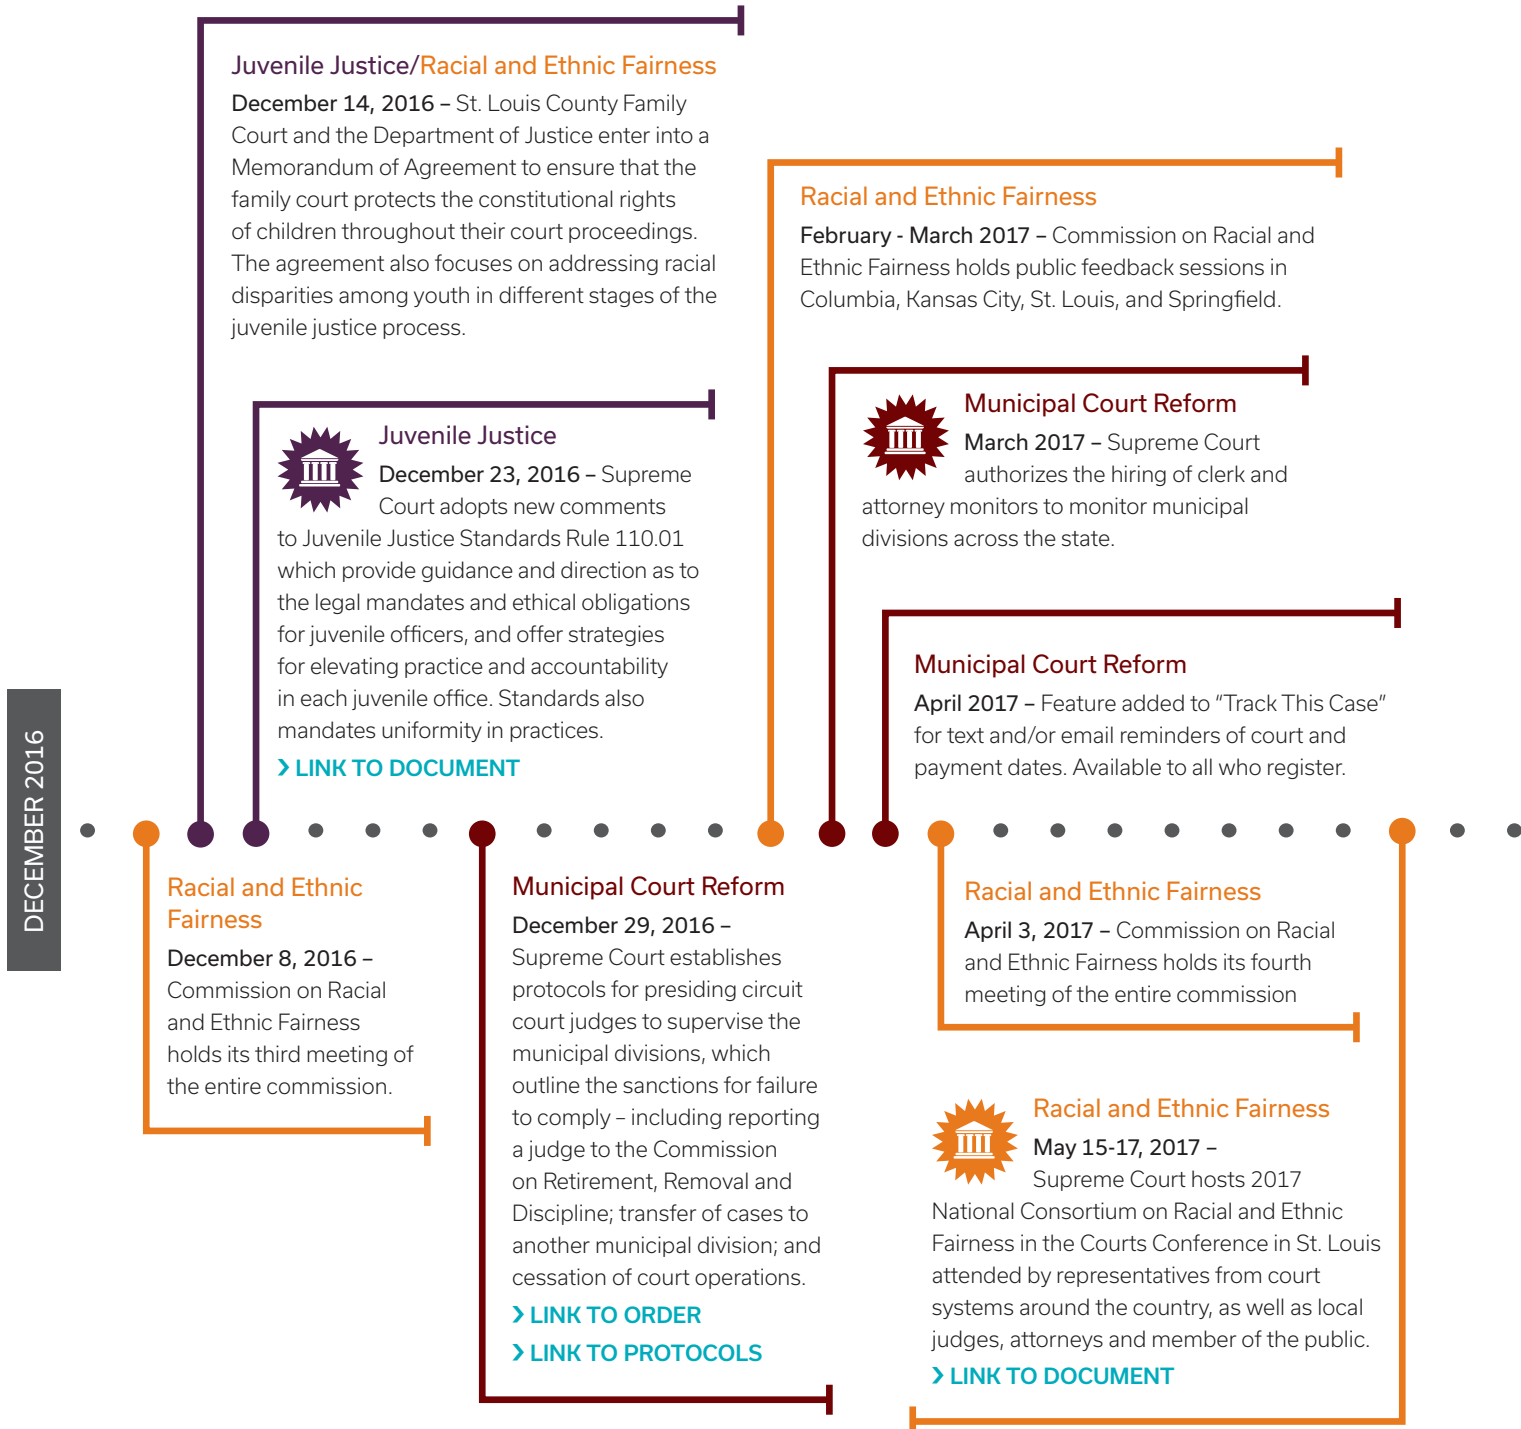 Juvenile Justice/Racial and Ethnic Fairness
December 14, 2016 – St. Louis County Family
Court and the Department of Justice enter into a
Memorandum of Agreement to ensure that the
family court protects the constitutional rights
of children throughout their court proceedings.
The agreement also focuses on addressing racial
disparities among youth in different stages of the
juvenile justice process.
Racial and Ethnic Fairness
February - March 2017 – Commission on Racial and
Ethnic Fairness holds public feedback sessions in
Columbia, Kansas City, St. Louis, and Springfield.
Juvenile Justice
December 23, 2016 – Supreme
Court adopts new comments
to Juvenile Justice Standards Rule 110.01
which provide guidance and direction as to
the legal mandates and ethical obligations
for juvenile officers, and offer strategies
for elevating practice and accountability
in each juvenile office. Standards also
mandates uniformity in practices.
› LINK TO DOCUMENT
Municipal Court Reform
March 2017 – Supreme Court
authorizes the hiring of clerk and
attorney monitors to monitor municipal
divisions across the state.
Municipal Court Reform
April 2017 – Feature added to “Track This Case”
for text and/or email reminders of court and
payment dates. Available to all who register.
DECEMBER 2016
Racial and Ethnic
Fairness
December 8, 2016 –
Commission on Racial
and Ethnic Fairness
holds its third meeting of
the entire commission.
Municipal Court Reform
December 29, 2016 –
Supreme Court establishes
protocols for presiding circuit
court judges to supervise the
municipal divisions, which
outline the sanctions for failure
to comply – including reporting
a judge to the Commission
on Retirement, Removal and
Discipline; transfer of cases to
another municipal division; and
cessation of court operations.
› LINK TO ORDER
› LINK TO PROTOCOLS
Racial and Ethnic Fairness
April 3, 2017 – Commission on Racial
and Ethnic Fairness holds its fourth
meeting of the entire commission
Racial and Ethnic Fairness
May 15-17, 2017 –
Supreme Court hosts 2017
National Consortium on Racial and Ethnic
Fairness in the Courts Conference in St. Louis
attended by representatives from court
systems around the country, as well as local
judges, attorneys and member of the public.
› LINK TO DOCUMENT